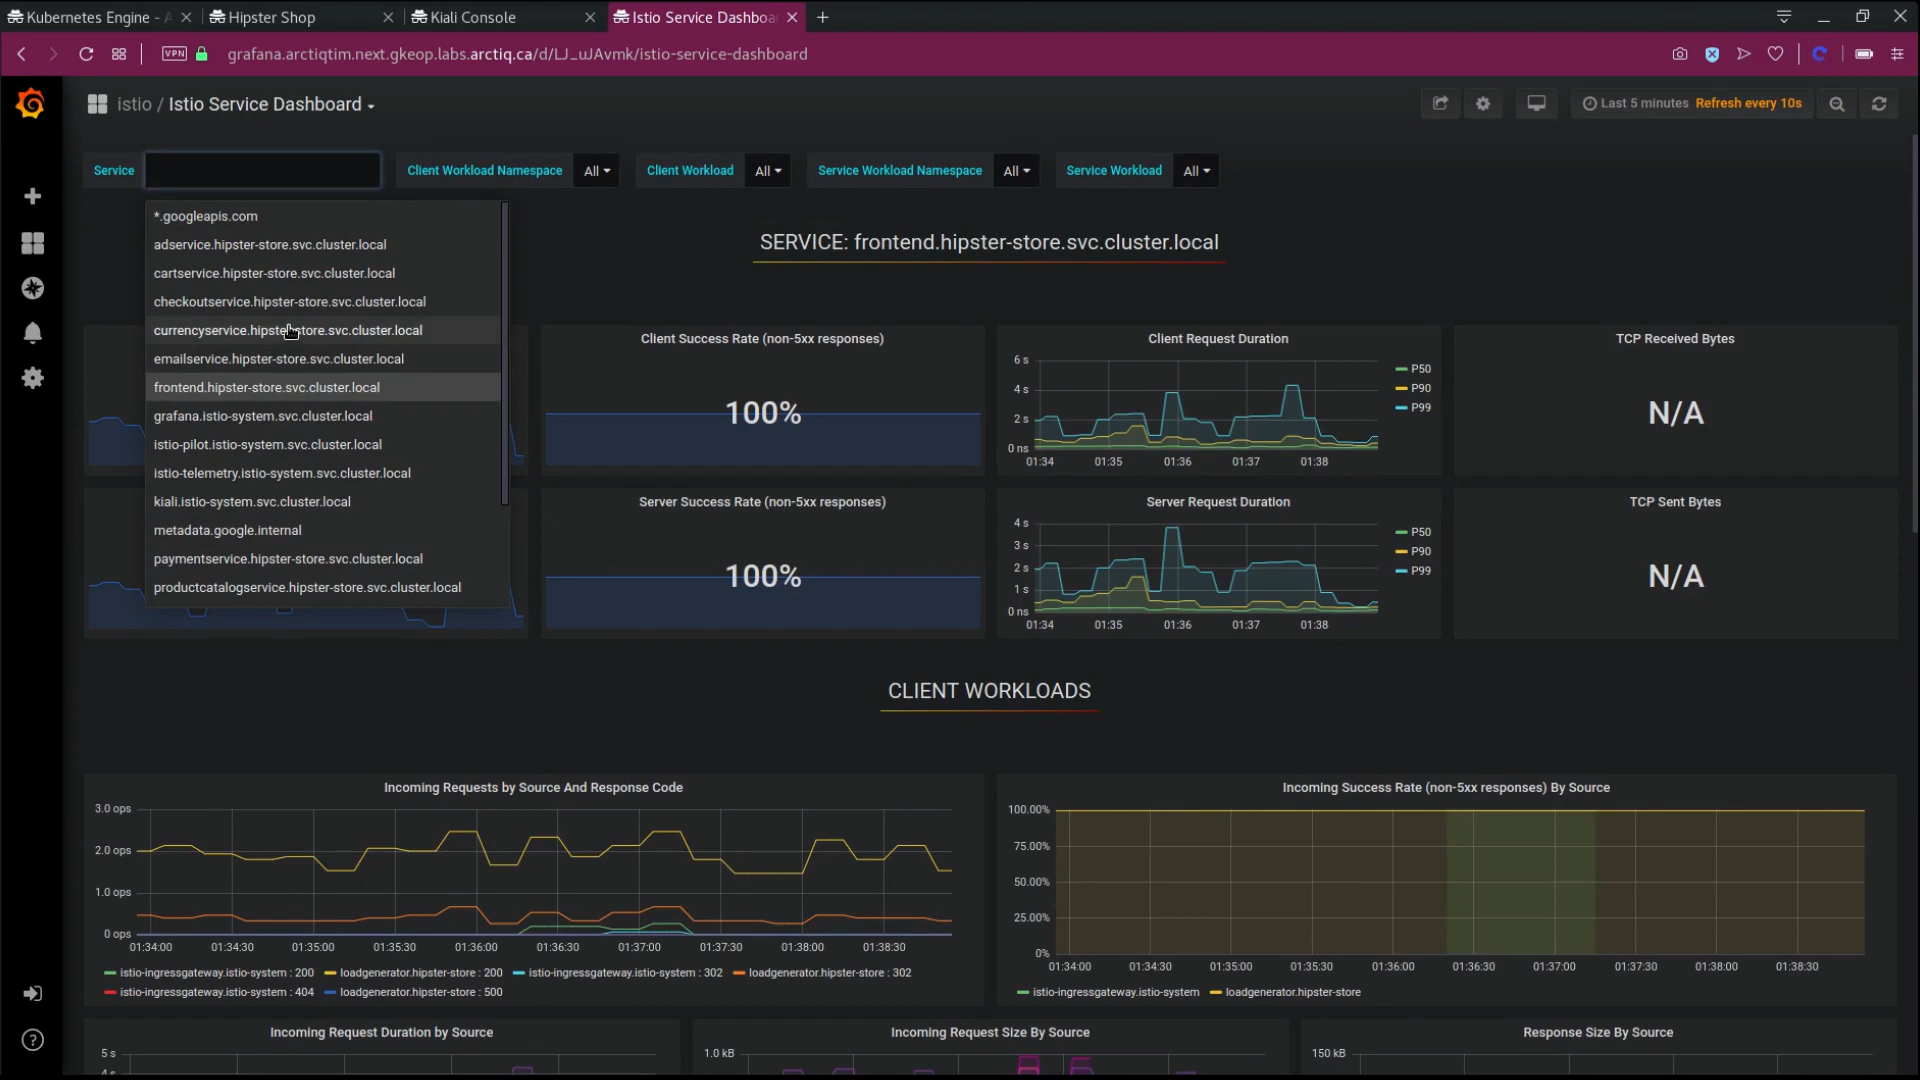 Kubernetes Engine - A
Hipster Shop
Kiali Console
Istio Service Dashboa
VPN
grafana.arctiqtim.next.gkeop.labs.arctiq.ca/d/LJ_uJAvmk/istio-service-dashboard
istio / Istio Service Dashboard
Last 5 minutes Refresh every 10s
Service
Client Workload Namespace All
Client Workload All
Service Workload Namespace All
Service Workload All
*.googleapis.com
adservice.hipster-store.svc.cluster.local
cartservice.hipster-store.svc.cluster.local
checkoutservice.hipster-store.svc.cluster.local
currencyservice.hipster-store.svc.cluster.local
emailservice.hipster-store.svc.cluster.local
frontend.hipster-store.svc.cluster.local
grafana.istio-system.svc.cluster.local
istio-pilot.istio-system.svc.cluster.local
istio-telemetry.istio-system.svc.cluster.local
kiali.istio-system.svc.cluster.local
metadata.google.internal
paymentservice.hipster-store.svc.cluster.local
productcatalogservice.hipster-store.svc.cluster.local
SERVICE: frontend.hipster-store.svc.cluster.local
Client Success Rate (non-5xx responses)
100%
Client Request Duration
6 s
4 s
2 s
0 ns
01:34 01:35 01:36 01:37 01:38
P50
P90
P99
TCP Received Bytes
N/A
Server Success Rate (non-5xx responses)
100%
Server Request Duration
4 s
3 s
2 s
1 s
0 ns
01:34 01:35 01:36 01:37 01:38
P50
P90
P99
TCP Sent Bytes
N/A
CLIENT WORKLOADS
Incoming Requests by Source And Response Code
3.0 ops
2.0 ops
1.0 ops
0 ops
01:34:00 01:34:30 01:35:00 01:35:30 01:36:00 01:36:30 01:37:00 01:37:30 01:38:00 01:38:30
istio-ingressgateway.istio-system : 200 loadgenerator.hipster-store : 200 istio-ingressgateway.istio-system : 302 loadgenerator.hipster-store : 302
istio-ingressgateway.istio-system : 404 loadgenerator.hipster-store : 500
Incoming Success Rate (non-5xx responses) By Source
100.00%
75.00%
50.00%
25.00%
0%
01:34:00 01:34:30 01:35:00 01:35:30 01:36:00 01:36:30 01:37:00 01:37:30 01:38:00 01:38:30
istio-ingressgateway.istio-system loadgenerator.hipster-store
Incoming Request Duration by Source
5 s
4 s
Incoming Request Size By Source
1.0 kB
Response Size By Source
150 kB